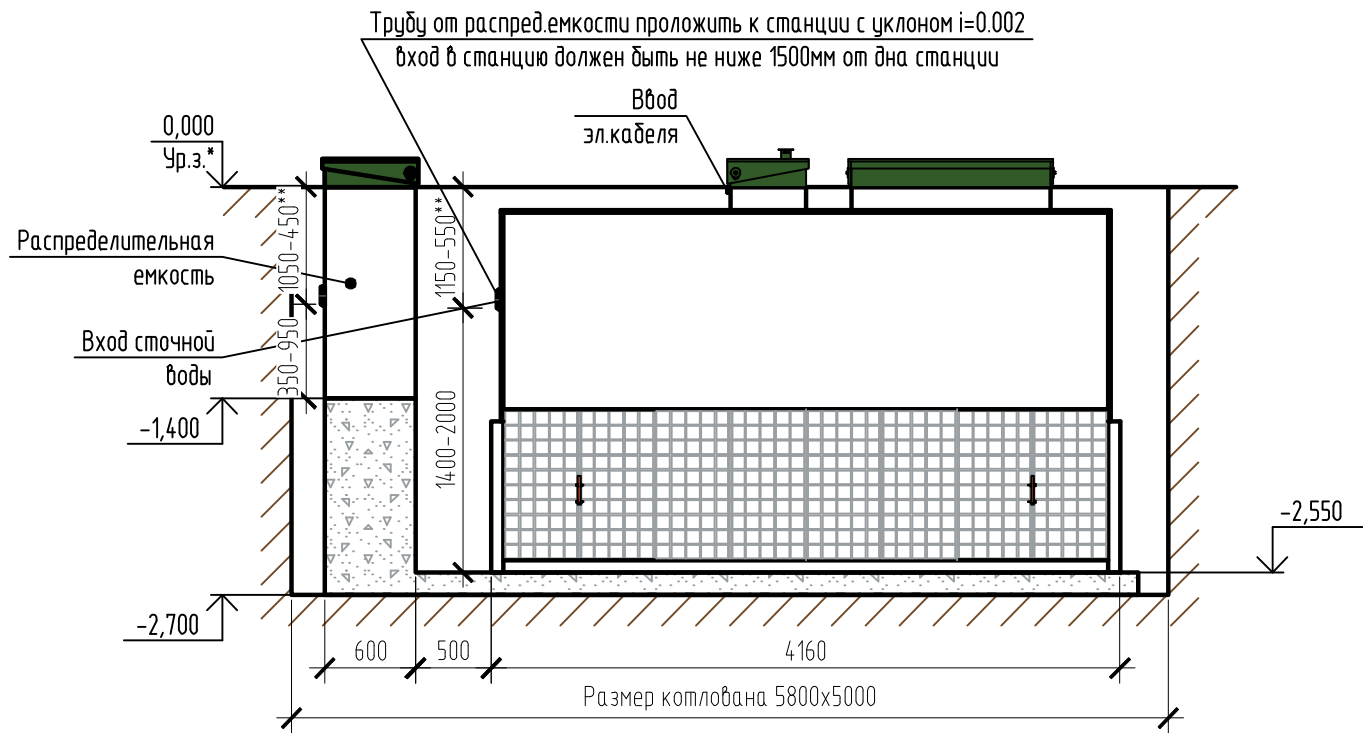 Трубу от распред.емкости проложить к станции с уклоном i=0.002
вход в станцию должен быть не ниже 1500мм от дна станции
Ввод
эл.кабеля
0,000
Ур.з.*
Распределительная
емкость
1050-450**
1150-550**
Вход сточной
воды
350-950
-1,400
1400-2000
-2,550
-2,700
600
500
4160
Размер котлована 5800х5000